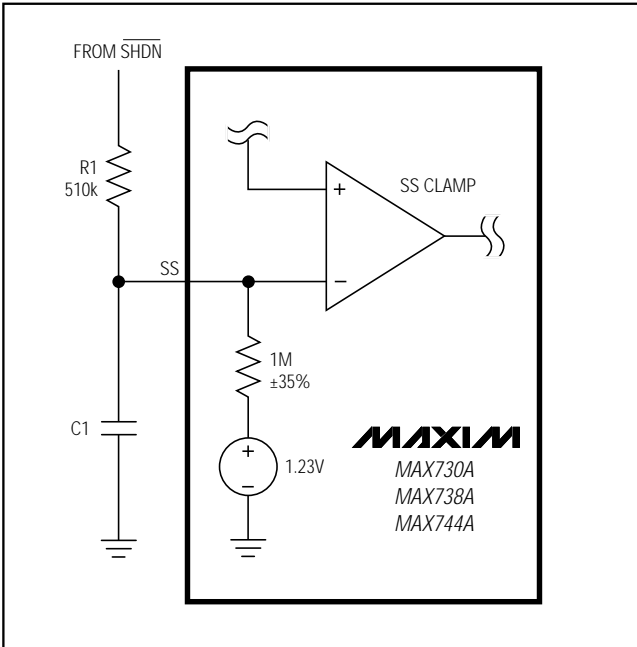 FROM SHDN
R1
510k
SS CLAMP
+
−
SS
1M
±35%
C1
+
−
1.23V
MAXIM
MAX730A
MAX738A
MAX744A